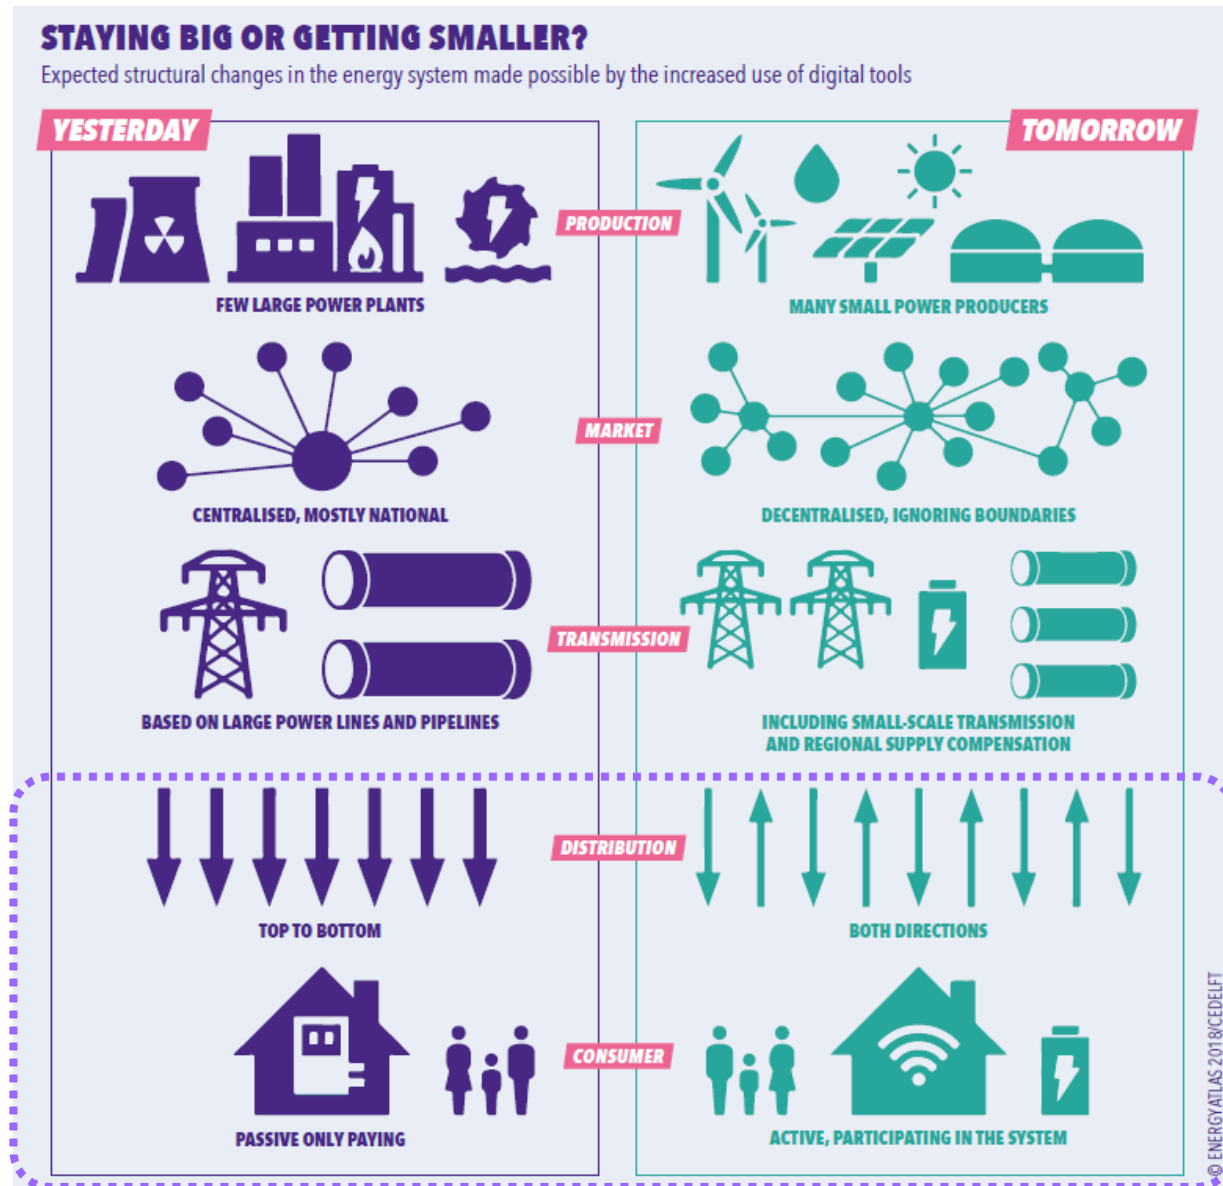 STAYING BIG OR GETTING SMALLER?
Expected structural changes in the energy system made possible by the increased use of digital tools
YESTERDAY
TOMORROW
PRODUCTION
FEW LARGE POWER PLANTS
MANY SMALL POWER PRODUCERS
MARKET
CENTRALISED, MOSTLY NATIONAL
DECENTRALISED, IGNORING BOUNDARIES
TRANSMISSION
BASED ON LARGE POWER LINES AND PIPELINES
INCLUDING SMALL-SCALE TRANSMISSION
AND REGIONAL SUPPLY COMPENSATION
DISTRIBUTION
TOP TO BOTTOM
BOTH DIRECTIONS
CONSUMER
PASSIVE ONLY PAYING
ACTIVE, PARTICIPATING IN THE SYSTEM
© ENERGY ATLAS 2018/CEDELFT